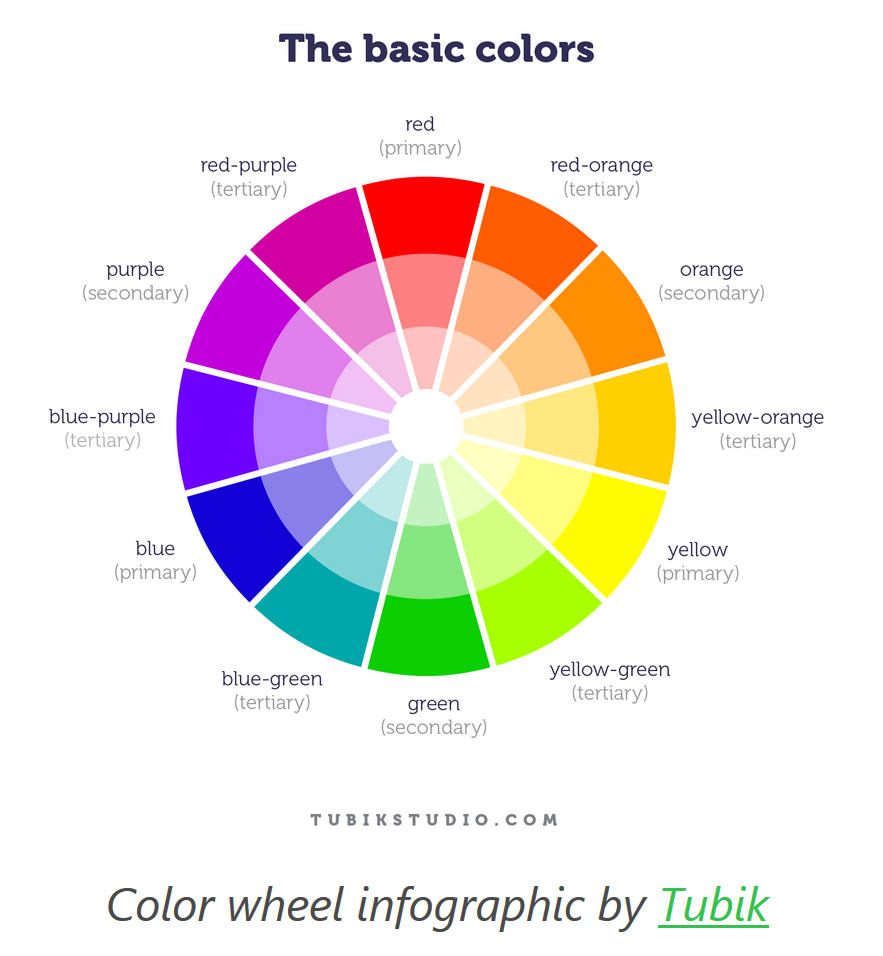 The basic colors
red
(primary)
red-orange
(tertiary)
orange
(secondary)
yellow-orange
(tertiary)
yellow
(primary)
yellow-green
(tertiary)
green
(secondary)
blue-green
(tertiary)
blue
(primary)
blue-purple
(tertiary)
purple
(secondary)
red-purple
(tertiary)
TUBIKSTUDIO.COM
Color wheel infographic by Tubik